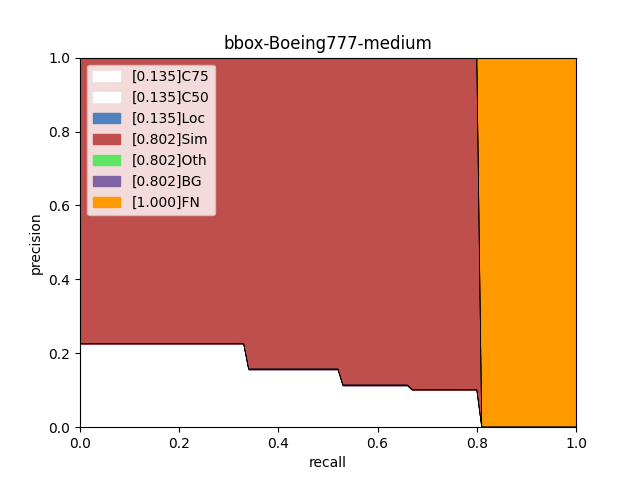 bbox-Boeing777-medium
1.0
0.8
0.6
0.4
0.2
0.0
precision
[0.135]C75
[0.135]C50
[0.135]Loc
[0.802]Sim
[0.802]Oth
[0.802]BG
[1.000]FN
0.0 0.2 0.4 0.6 0.8 1.0
recall